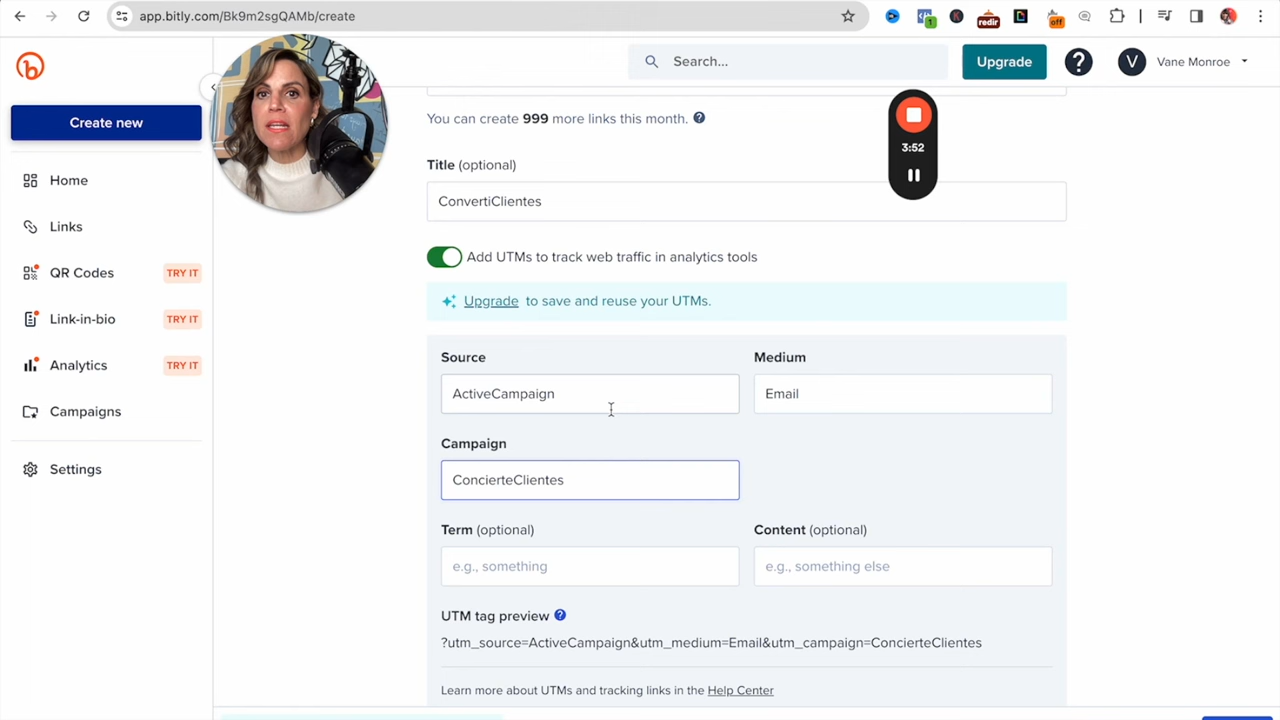 app.bitly.com/Bk9m2sgQAMb/create
1
redir
off
b
Search...
Upgrade
?
V
Vane Monroe
Create new
Home
Links
QR Codes
TRY IT
Link-in-bio
TRY IT
Analytics
TRY IT
Campaigns
Settings
3:52
You can create 999 more links this month. ?
Title (optional)
ConvertiClientes
Add UTMs to track web traffic in analytics tools
Upgrade to save and reuse your UTMs.
Source
Medium
ActiveCampaign
Email
Campaign
ConcierteClientes
Term (optional)
Content (optional)
e.g., something
e.g., something else
UTM tag preview ?
?utm_source=ActiveCampaign&utm_medium=Email&utm_campaign=ConcierteClientes
Learn more about UTMs and tracking links in the Help Center